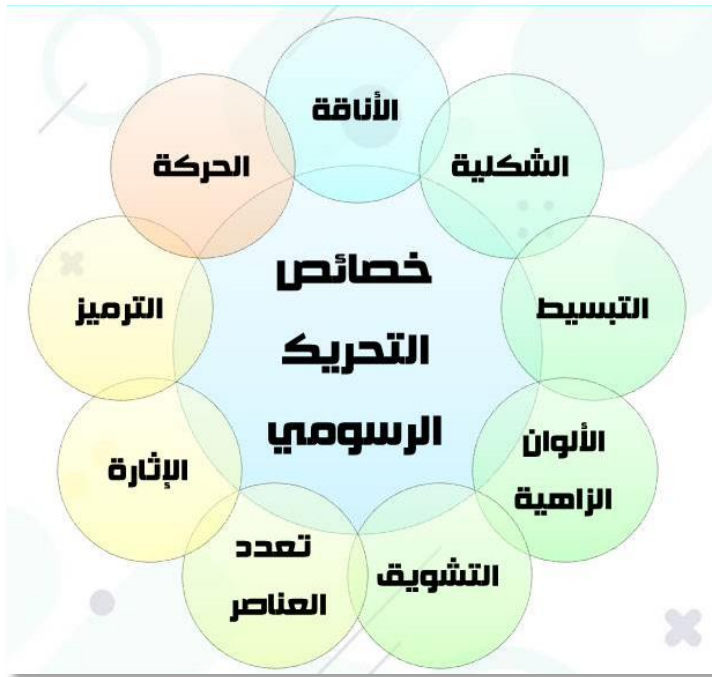 خصائص
التحريك
الرسومي
الأناقة
الشكلية
التبسيط
الألوان
الزاهية
التشويق
تعدد
العناصر
الإثارة
الترميز
الحركة